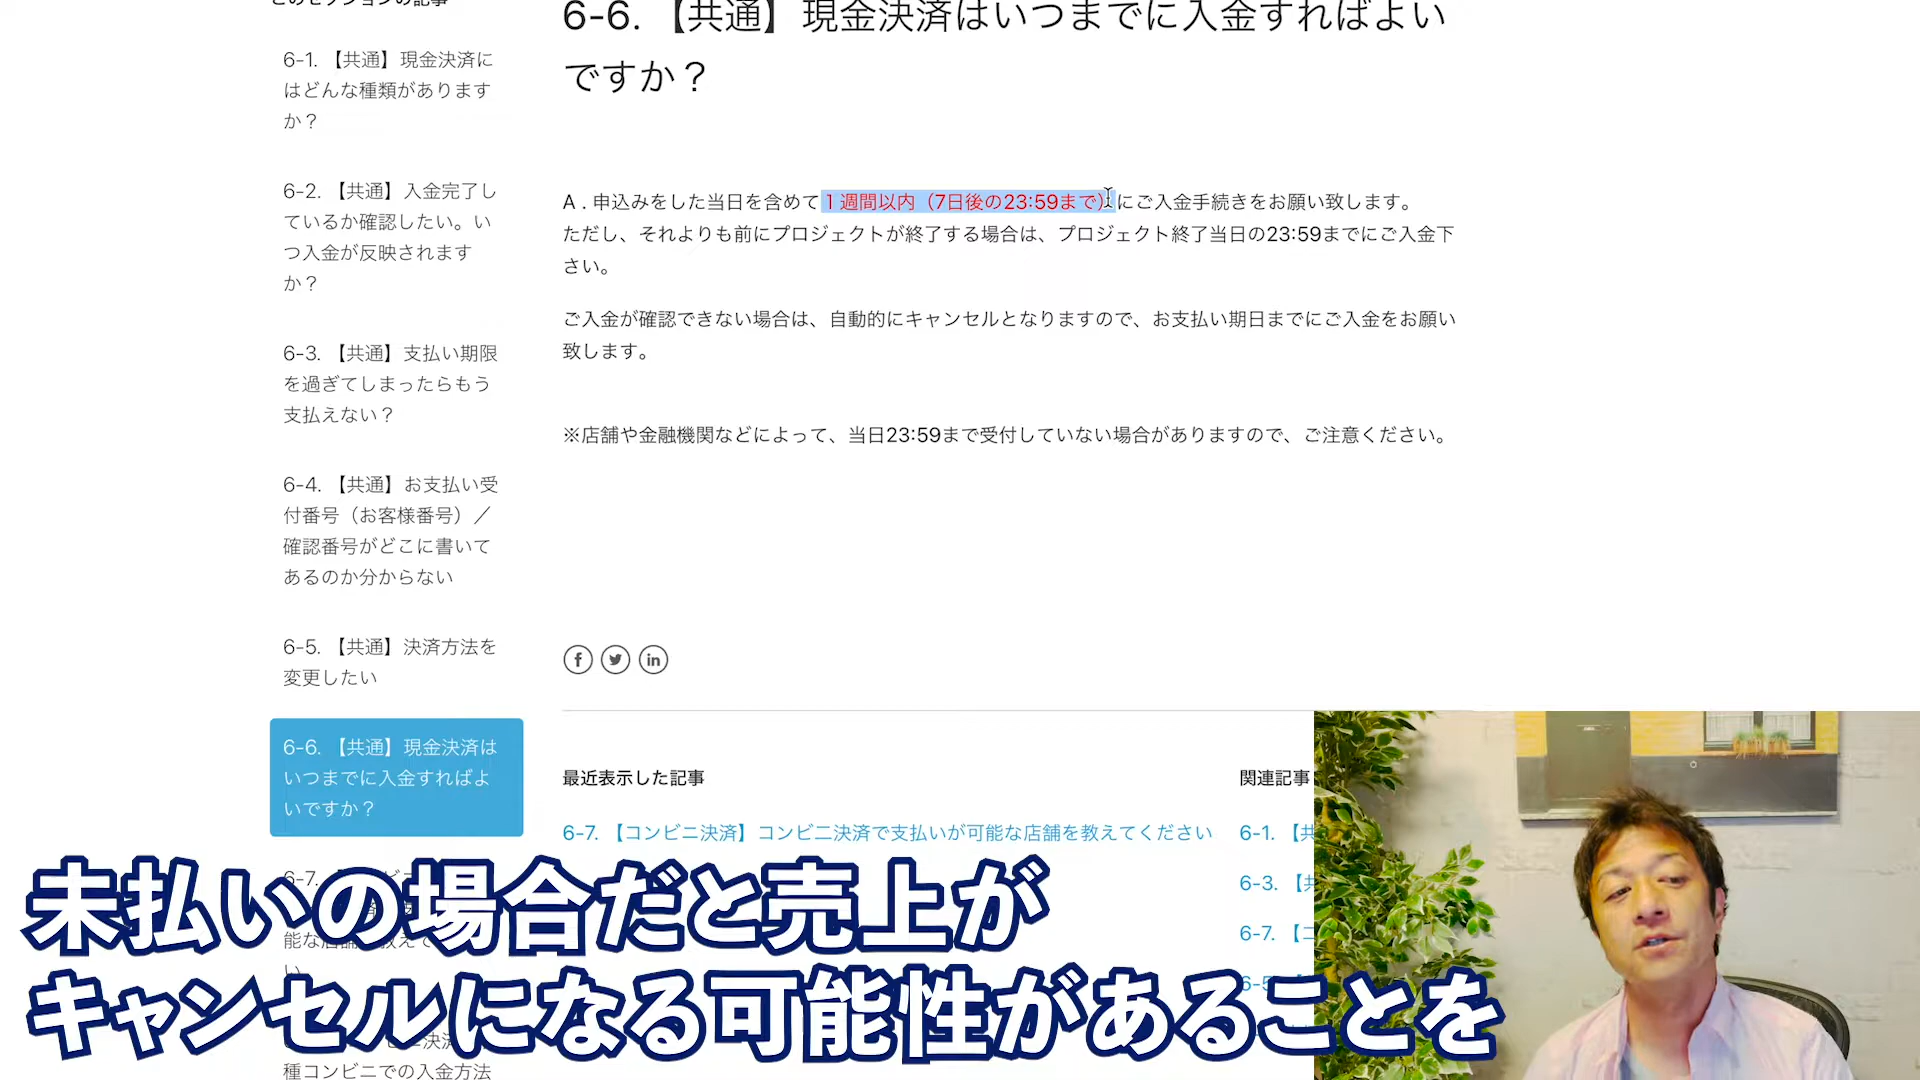 このセクションの記事
6-1. 【共通】現金決済に
はどんな種類があります
か？
6-2. 【共通】入金完了し
ているか確認したい。い
つ入金が反映されます
か？
6-3. 【共通】支払い期限
を過ぎてしまったらもう
支払えない？
6-4. 【共通】お支払い受
付番号（お客様番号）／
確認番号がどこに書いて
あるのか分からない
6-5. 【共通】決済方法を
変更したい
6-6. 【共通】現金決済は
いつまでに入金すればよ
いですか？
6-7.
種コンビニでの入金方法
6-6. 【共通】現金決済はいつまでに入金すればよい
ですか？
A . 申込みをした当日を含めて１週間以内（7日後の23:59まで）にご入金手続きをお願い致します。
ただし、それよりも前にプロジェクトが終了する場合は、プロジェクト終了当日の23:59までにご入金下
さい。
ご入金が確認できない場合は、自動的にキャンセルとなりますので、お支払い期日までにご入金をお願い
致します。
※店舗や金融機関などによって、当日23:59まで受付していない場合がありますので、ご注意ください。
最近表示した記事
6-7. 【コンビニ決済】コンビニ決済で支払いが可能な店舗を教えてください
関連記事
6-1. 【共
6-3. 【共
6-7. 【コ
6-5
未払いの場合だと売上が
キャンセルになる可能性があることを